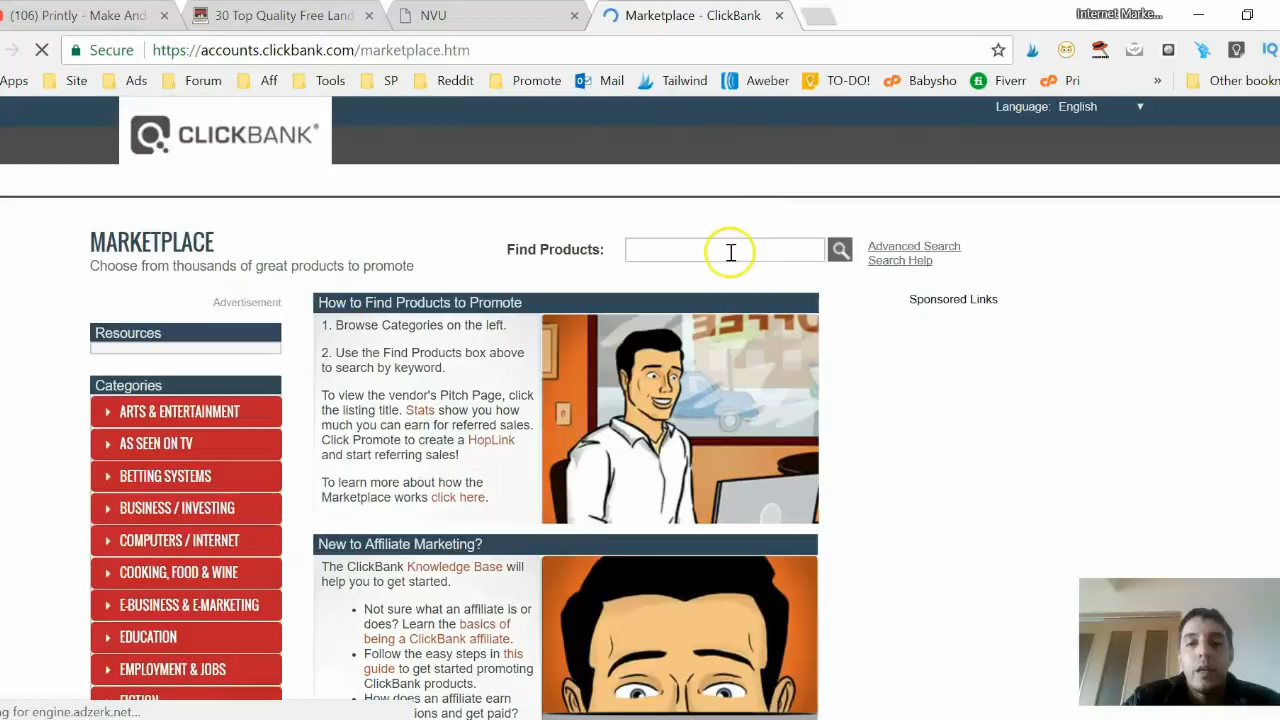 (106) Printly - Make And
30 Top Quality Free Land
NVU
Marketplace - ClickBank
Internet Marke...
Secure
https://accounts.clickbank.com/marketplace.htm
Apps
Site
Ads
Forum
Aff
Tools
SP
Reddit
Promote
Mail
Tailwind
Aweber
TO-DO!
Babysho
Fiverr
Pri
»
Other bookm
Language: English
CLICKBANK®
MARKETPLACE
Choose from thousands of great products to promote
Find Products:
Advanced Search
Search Help
Advertisement
Resources
Categories
ARTS & ENTERTAINMENT
AS SEEN ON TV
BETTING SYSTEMS
BUSINESS / INVESTING
COMPUTERS / INTERNET
COOKING, FOOD & WINE
E-BUSINESS & E-MARKETING
EDUCATION
EMPLOYMENT & JOBS
FICTION
How to Find Products to Promote
1. Browse Categories on the left.
2. Use the Find Products box above
to search by keyword.
To view the vendor's Pitch Page, click
the listing title. Stats show you how
much you can earn for referred sales.
Click Promote to create a HopLink
and start referring sales!
To learn more about how the
Marketplace works click here.
COFFEE
New to Affiliate Marketing?
The ClickBank Knowledge Base will
help you to get started.
• Not sure what an affiliate is or
does? Learn the basics of
being a ClickBank affiliate.
• Follow the easy steps in this
guide to get started promoting
ClickBank products.
• How does an affiliate earn
ions and get paid?
Sponsored Links
ng for engine.adzerk.net...